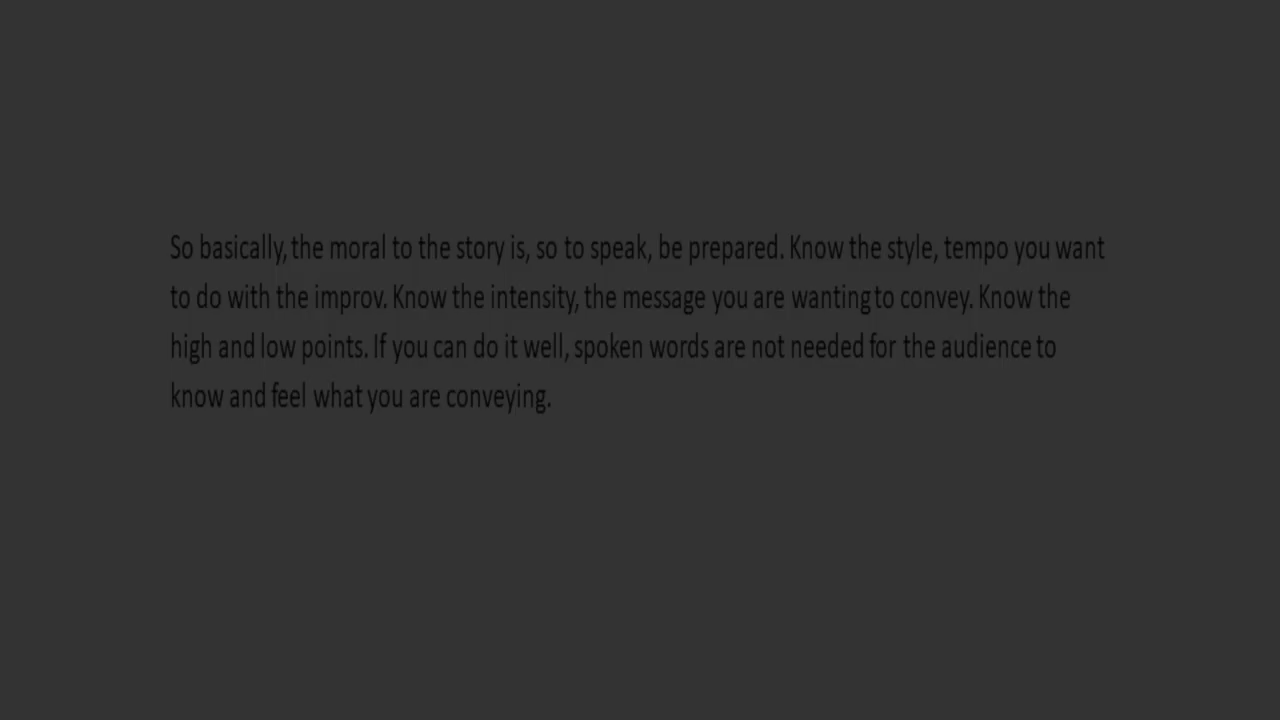 So basically, the moral to the story is, so to speak, be prepared. Know the style, tempo you want
to do with the improv. Know the intensity, the message you are wanting to convey. Know the
high and low points. If you can do it well, spoken words are not needed for the audience to
know and feel what you are conveying.